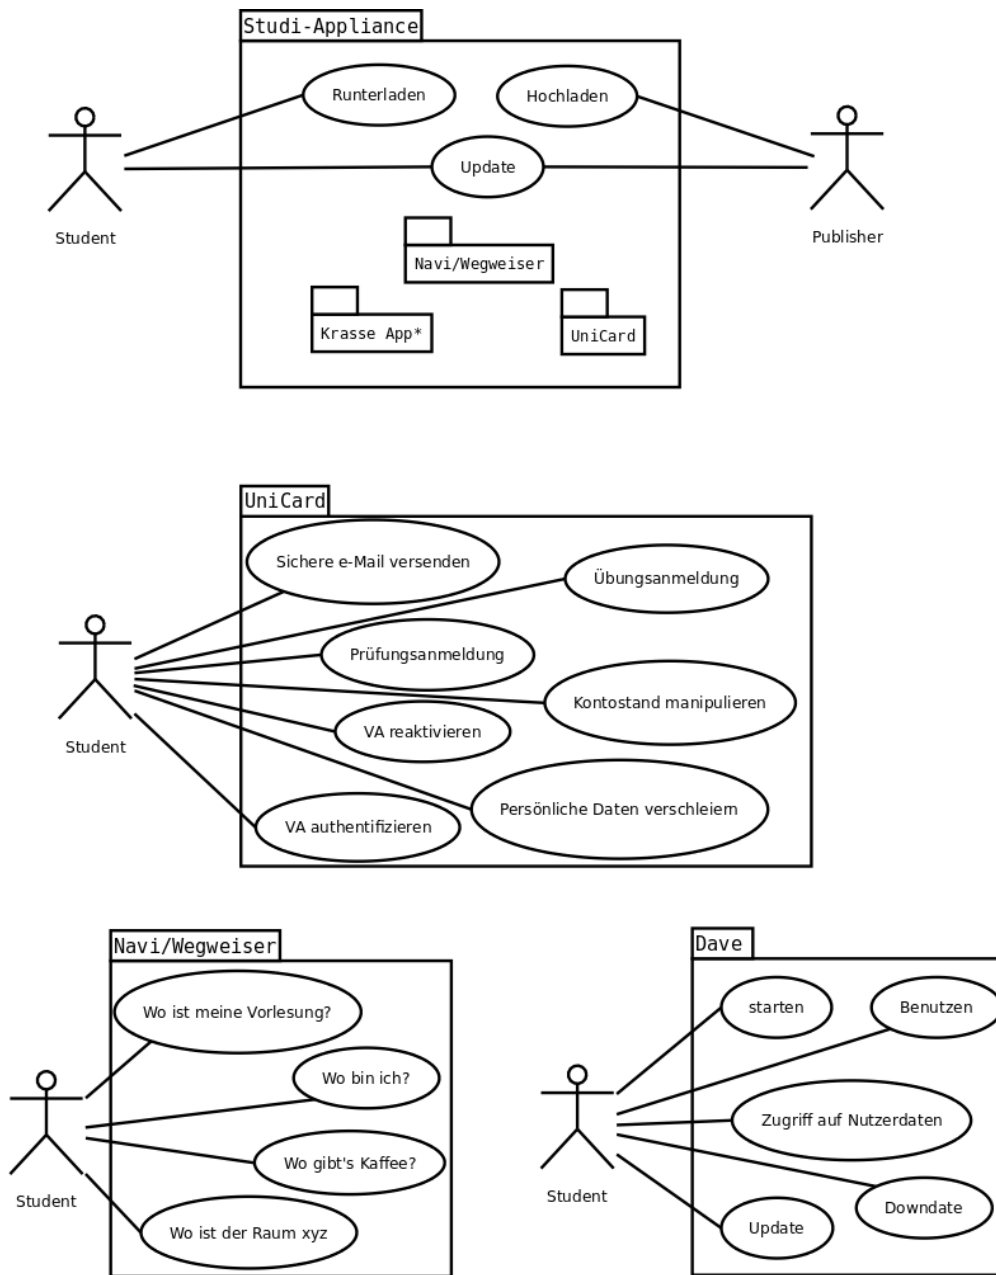 Studi-Appliance
Runterladen
Hochladen
Update
Student
Publisher
Navi/Wegweiser
Krasse App*
UniCard
UniCard
Sichere e-Mail versenden
Übungsanmeldung
Prüfungsanmeldung
Kontostand manipulieren
VA reaktivieren
Student
Persönliche Daten verschleiern
VA authentifizieren
Navi/Wegweiser
Wo ist meine Vorlesung?
Wo bin ich?
Wo gibt's Kaffee?
Student
Wo ist der Raum xyz
Dave
starten
Benutzen
Zugriff auf Nutzerdaten
Student
Downdate
Update